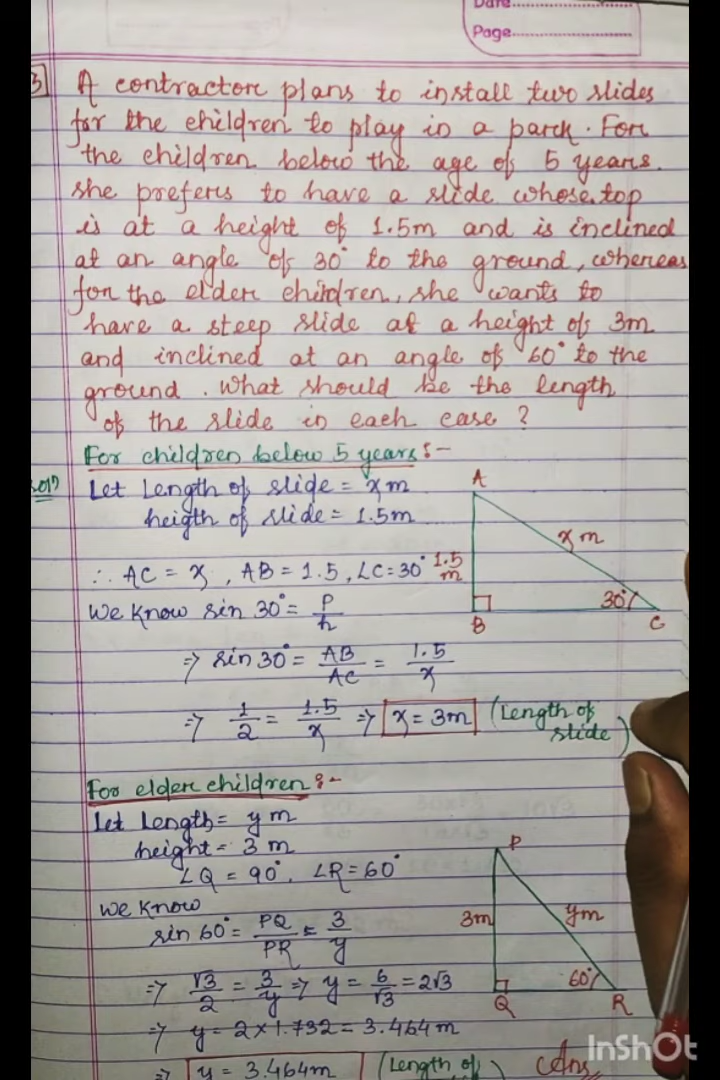 Date..................
Page..................
3] A contractor plans to install two slides
for the children to play in a park. For
the children below the age of 5 years.
she prefers to have a slide whose top
is at a height of 1.5m and is inclined
at an angle of 30° to the ground, whereas
for the elder children, she wants to
have a steep slide at a height of 3m
and inclined at an angle of 60° to the
ground. What should be the length
of the slide in each case?
For children below 5 years :-
Let Length of slide = x m
heigth of slide = 1.5m
∴ AC = x, AB = 1.5, ∠C = 30°
We know sin 30° = P/h
⇒ sin 30° = AB/AC = 1.5/x
⇒ 1/2 = 1.5/x ⇒ x = 3m (Length of slide)
A
x m
1.5 m
30°
B
C
For elder children :-
Let Length = y m
height = 3 m
∠Q = 90°, ∠R = 60°
we know
sin 60° = PQ/PR = 3/y
⇒ √3/2 = 3/y ⇒ y = 6/√3 = 2√3
⇒ y = 2 × 1.732 = 3.464 m
⇒ y = 3.464m (Length of
Ans
P
3m
y m
60°
Q
R
InShOt